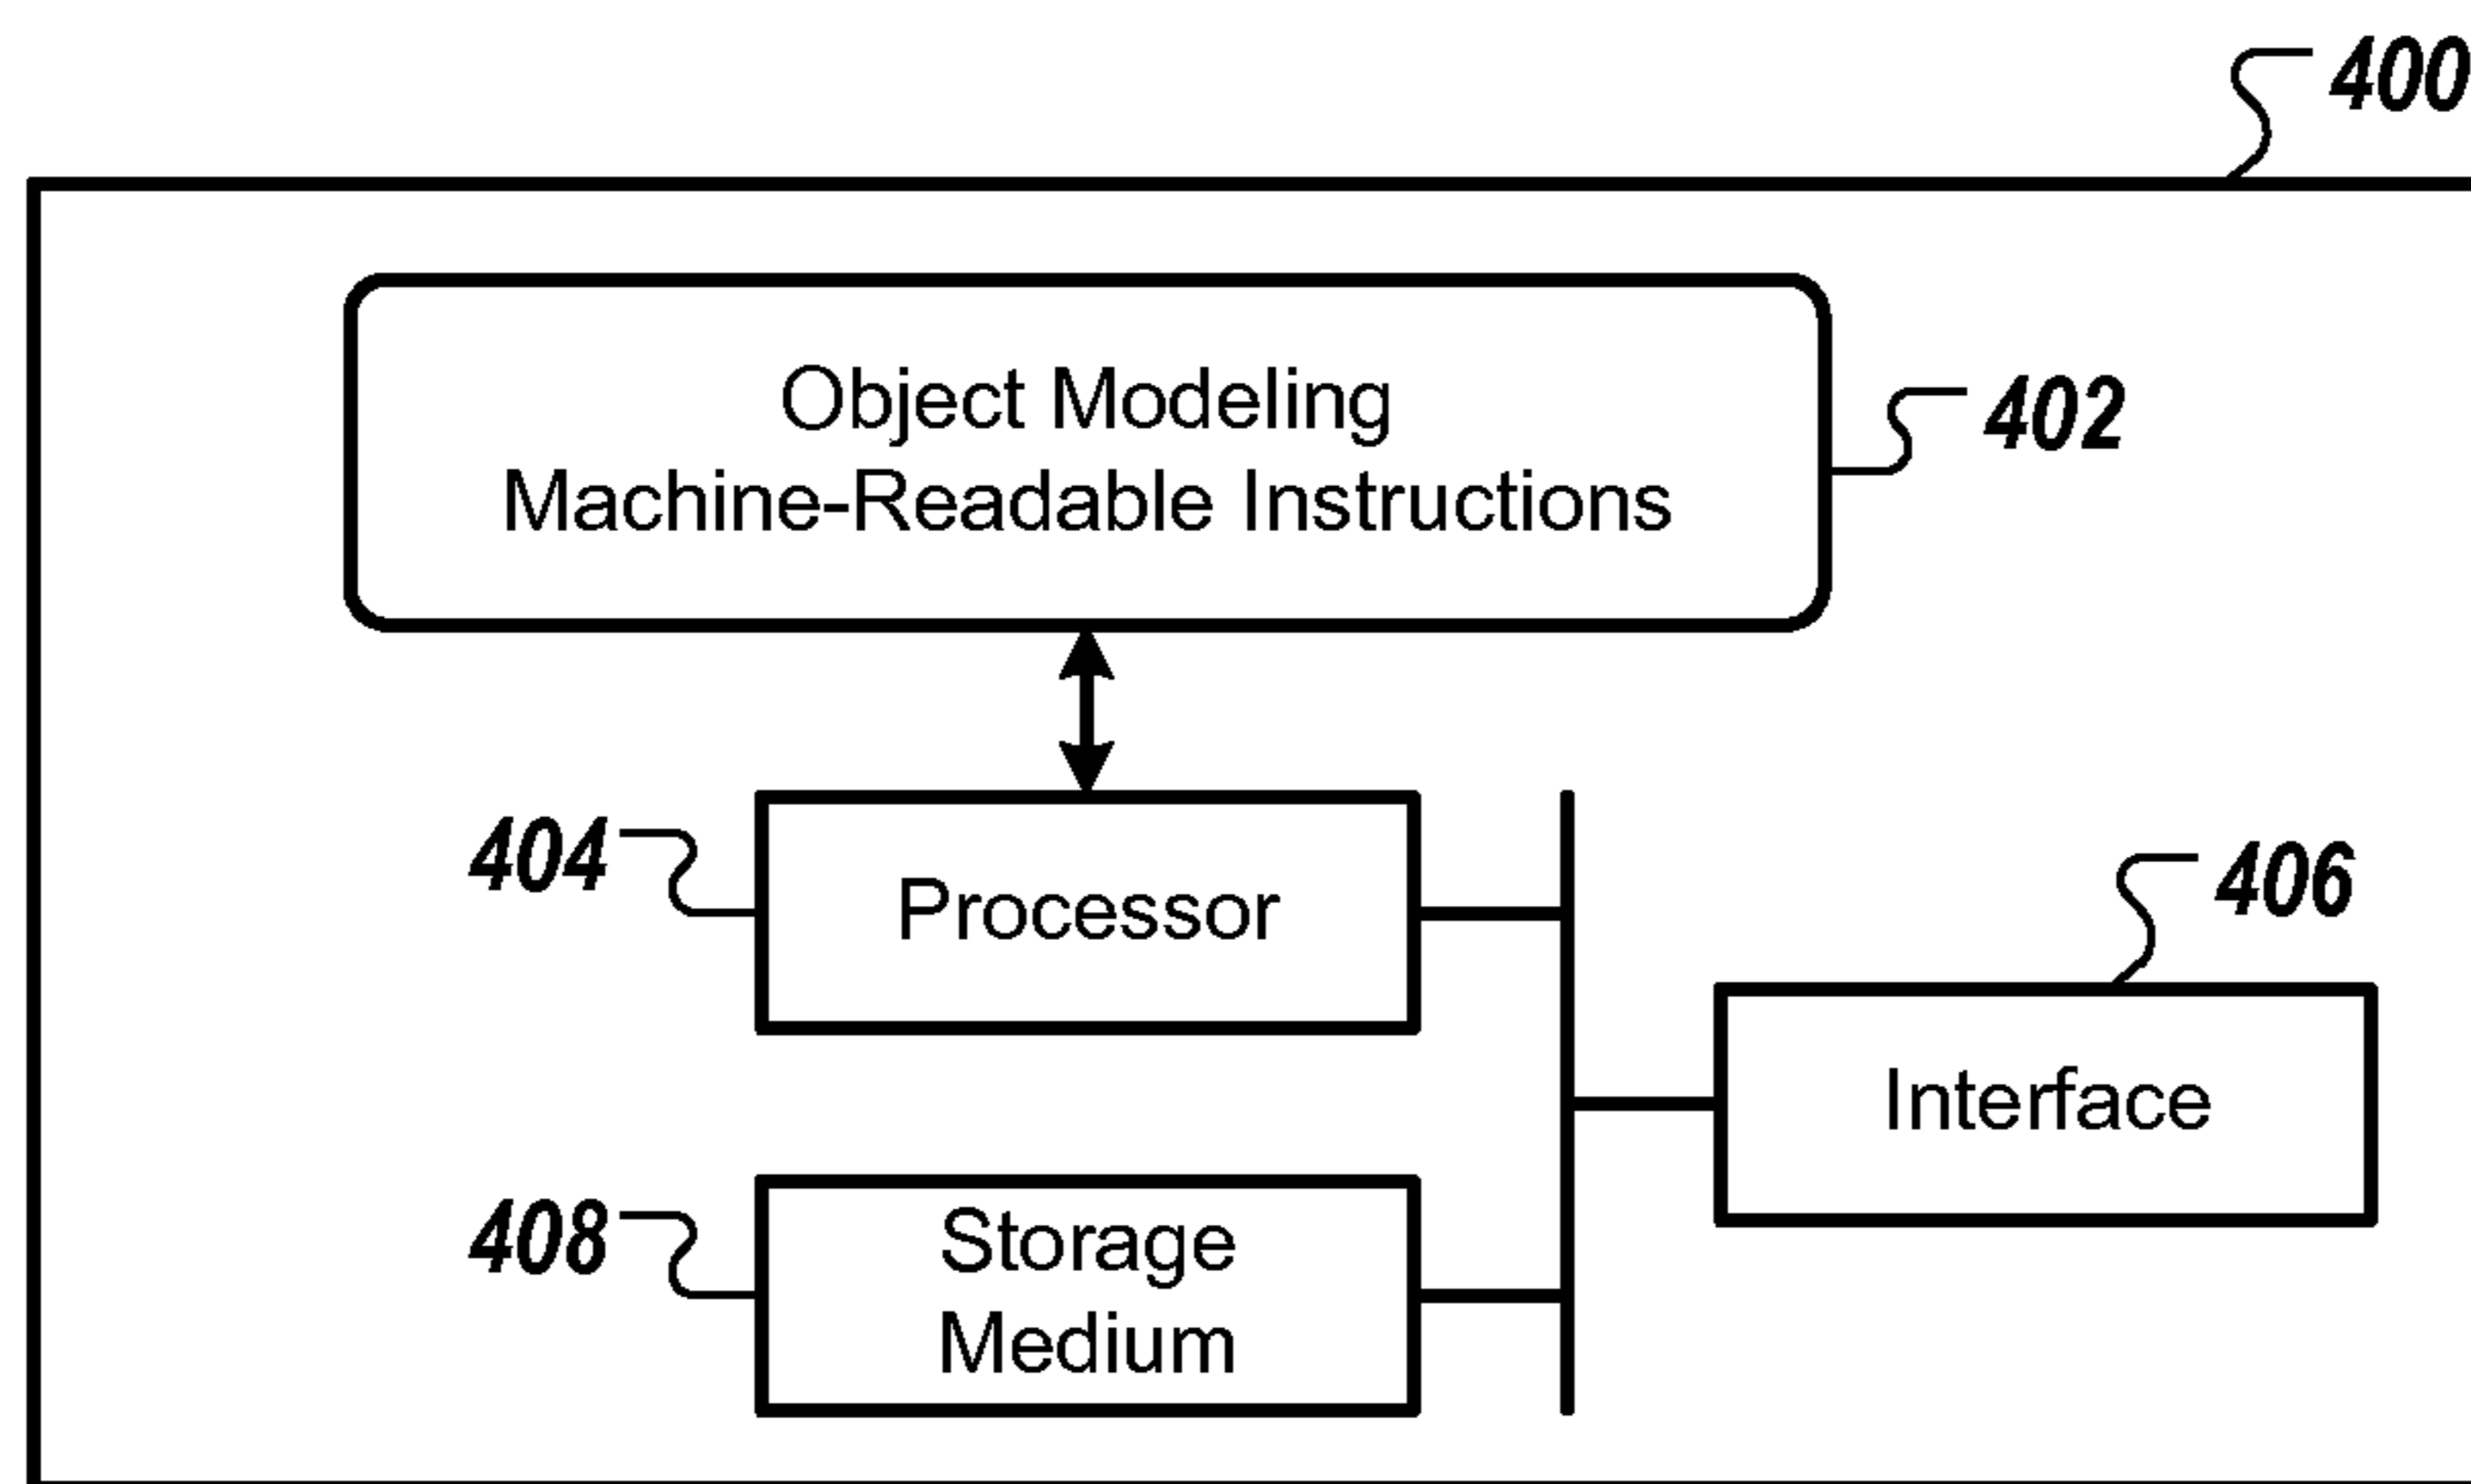 400
Object Modeling
Machine-Readable Instructions
402
404
Processor
406
Interface
408
Storage
Medium